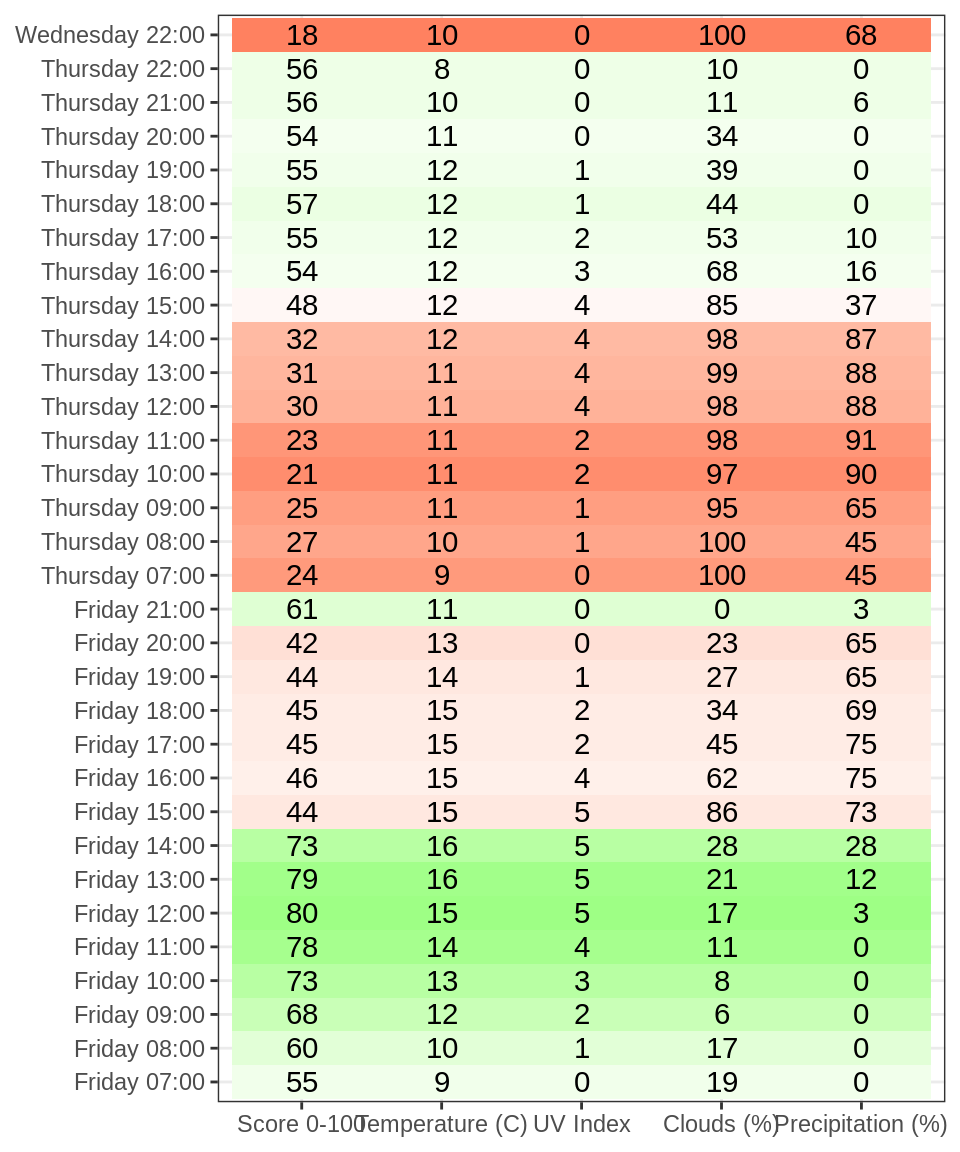 Wednesday 22:00 18 10 0 100 68
Thursday 22:00 56 8 0 10 0
Thursday 21:00 56 10 0 11 6
Thursday 20:00 54 11 0 34 0
Thursday 19:00 55 12 1 39 0
Thursday 18:00 57 12 1 44 0
Thursday 17:00 55 12 2 53 10
Thursday 16:00 54 12 3 68 16
Thursday 15:00 48 12 4 85 37
Thursday 14:00 32 12 4 98 87
Thursday 13:00 31 11 4 99 88
Thursday 12:00 30 11 4 98 88
Thursday 11:00 23 11 2 98 91
Thursday 10:00 21 11 2 97 90
Thursday 09:00 25 11 1 95 65
Thursday 08:00 27 10 1 100 45
Thursday 07:00 24 9 0 100 45
Friday 21:00 61 11 0 0 3
Friday 20:00 42 13 0 23 65
Friday 19:00 44 14 1 27 65
Friday 18:00 45 15 2 34 69
Friday 17:00 45 15 2 45 75
Friday 16:00 46 15 4 62 75
Friday 15:00 44 15 5 86 73
Friday 14:00 73 16 5 28 28
Friday 13:00 79 16 5 21 12
Friday 12:00 80 15 5 17 3
Friday 11:00 78 14 4 11 0
Friday 10:00 73 13 3 8 0
Friday 09:00 68 12 2 6 0
Friday 08:00 60 10 1 17 0
Friday 07:00 55 9 0 19 0
Score 0-100 Temperature (C) UV Index Clouds (%) Precipitation (%)